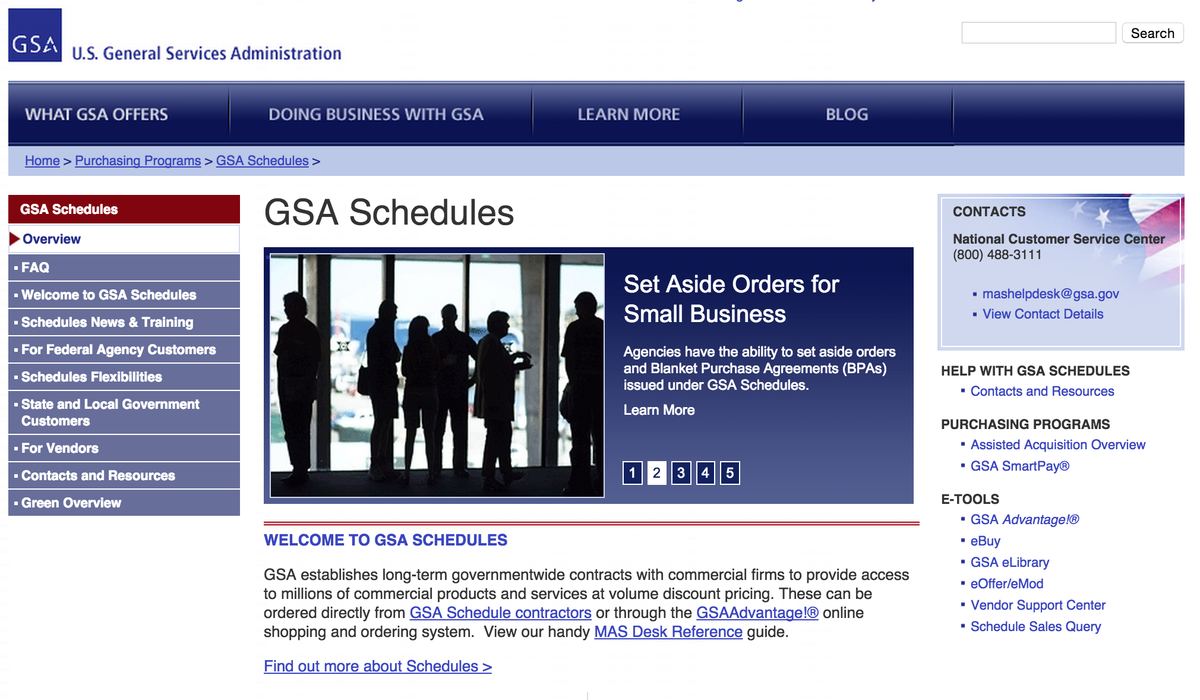 GSA
U.S. General Services Administration
Search
WHAT GSA OFFERS
DOING BUSINESS WITH GSA
LEARN MORE
BLOG
Home > Purchasing Programs > GSA Schedules >
GSA Schedules
Overview
FAQ
Welcome to GSA Schedules
Schedules News & Training
For Federal Agency Customers
Schedules Flexibilities
State and Local Government
Customers
For Vendors
Contacts and Resources
Green Overview
GSA Schedules
Set Aside Orders for
Small Business
Agencies have the ability to set aside orders
and Blanket Purchase Agreements (BPAs)
issued under GSA Schedules.
Learn More
1 2 3 4 5
WELCOME TO GSA SCHEDULES
GSA establishes long-term governmentwide contracts with commercial firms to provide access
to millions of commercial products and services at volume discount pricing. These can be
ordered directly from GSA Schedule contractors or through the GSAAdvantage!® online
shopping and ordering system.  View our handy MAS Desk Reference guide.
Find out more about Schedules >
CONTACTS
National Customer Service Center
(800) 488-3111
mashelpdesk@gsa.gov
View Contact Details
HELP WITH GSA SCHEDULES
Contacts and Resources
PURCHASING PROGRAMS
Assisted Acquisition Overview
GSA SmartPay®
E-TOOLS
GSA Advantage!®
eBuy
GSA eLibrary
eOffer/eMod
Vendor Support Center
Schedule Sales Query